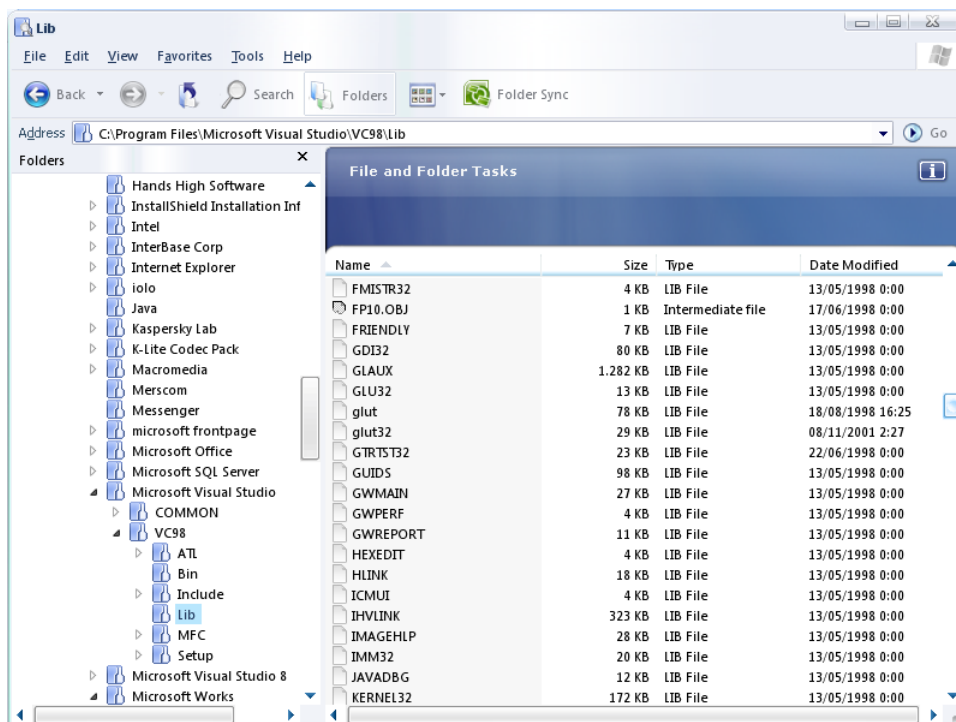 Lib
File Edit View Favorites Tools Help
Back Search Folders Folder Sync
Address C:\Program Files\Microsoft Visual Studio\VC98\Lib Go
Folders
Hands High Software
InstallShield Installation Inf
Intel
InterBase Corp
Internet Explorer
iolo
Java
Kaspersky Lab
K-Lite Codec Pack
Macromedia
Merscom
Messenger
microsoft frontpage
Microsoft Office
Microsoft SQL Server
Microsoft Visual Studio
COMMON
VC98
ATL
Bin
Include
Lib
MFC
Setup
Microsoft Visual Studio 8
Microsoft Works
File and Folder Tasks
Name Size Type Date Modified
FMISTR32 4 KB LIB File 13/05/1998 0:00
FP10.OBJ 1 KB Intermediate file 17/06/1998 0:00
FRIENDLY 7 KB LIB File 13/05/1998 0:00
GDI32 80 KB LIB File 13/05/1998 0:00
GLAUX 1.282 KB LIB File 13/05/1998 0:00
GLU32 13 KB LIB File 13/05/1998 0:00
glut 78 KB LIB File 18/08/1998 16:25
glut32 29 KB LIB File 08/11/2001 2:27
GTRTST32 23 KB LIB File 22/06/1998 0:00
GUIDS 98 KB LIB File 13/05/1998 0:00
GWMAIN 27 KB LIB File 13/05/1998 0:00
GWPERF 4 KB LIB File 13/05/1998 0:00
GWREPORT 11 KB LIB File 13/05/1998 0:00
HEXEDIT 4 KB LIB File 13/05/1998 0:00
HLINK 18 KB LIB File 13/05/1998 0:00
ICMUI 4 KB LIB File 13/05/1998 0:00
IHVLINK 323 KB LIB File 13/05/1998 0:00
IMAGEHLP 28 KB LIB File 13/05/1998 0:00
IMM32 20 KB LIB File 13/05/1998 0:00
JAVADBG 12 KB LIB File 13/05/1998 0:00
KERNEL32 172 KB LIB File 13/05/1998 0:00